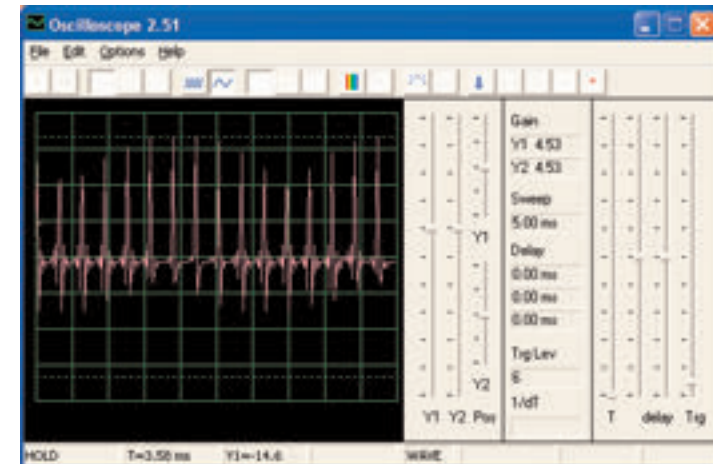 Oscilloscope 2.51
File Edit Options Help
Gain
Y1 4.53
Y2 4.53
Sweep
5.00 ms
Delay
0.00 ms
0.00 ms
0.00 ms
Trig Lev
6
1/dT
Y1
Y2
Y1 Y2 Pos
T delay Trig
HOLD T=3.58 ms Y1=-14.6 WAVE